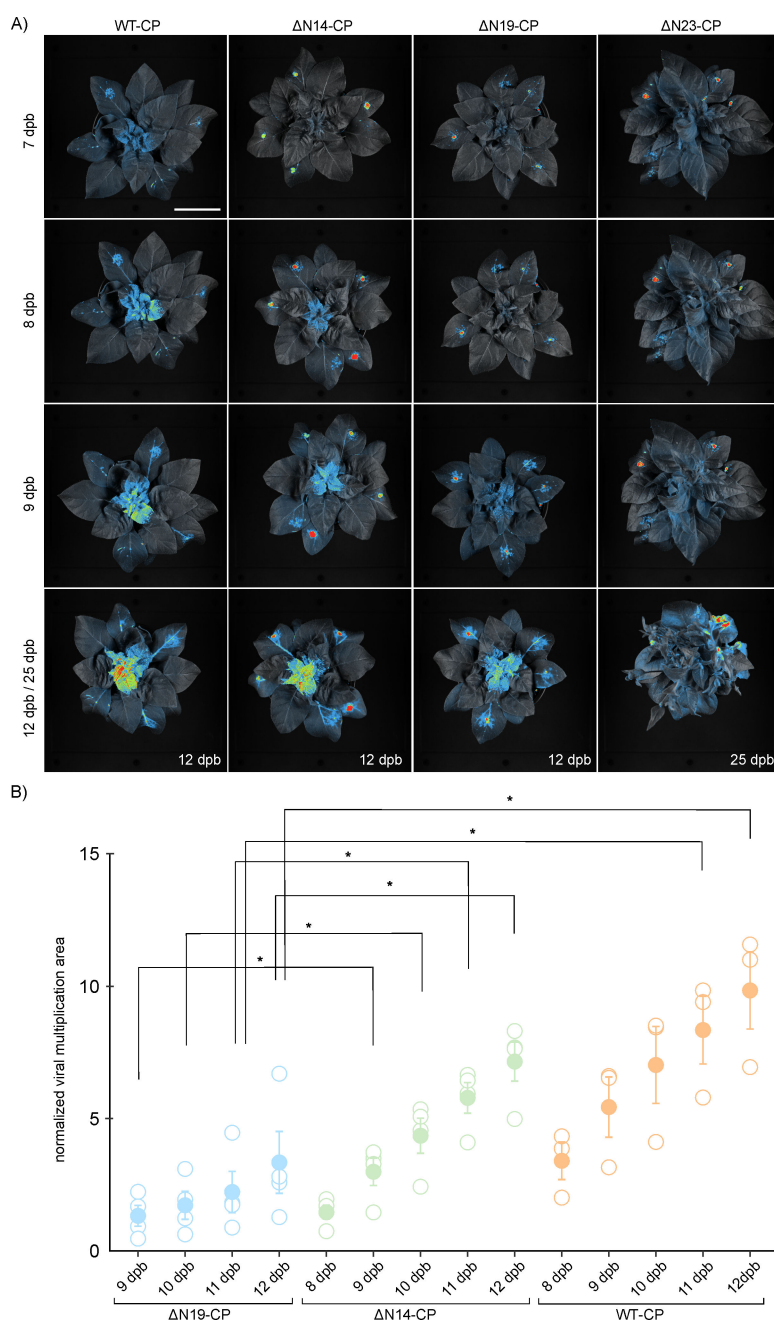 A)
WT-CP ΔN14-CP ΔN19-CP ΔN23-CP
7 dpb
8 dpb
9 dpb
12 dpb / 25 dpb
12 dpb 12 dpb 12 dpb 25 dpb
B)
*
*
*
*
*
*
normalized viral multiplication area
15
10
5
0
9 dpb 10 dpb 11 dpb 12 dpb 8 dpb 9 dpb 10 dpb 11 dpb 12 dpb 8 dpb 9 dpb 10 dpb 11 dpb 12dpb
ΔN19-CP ΔN14-CP WT-CP